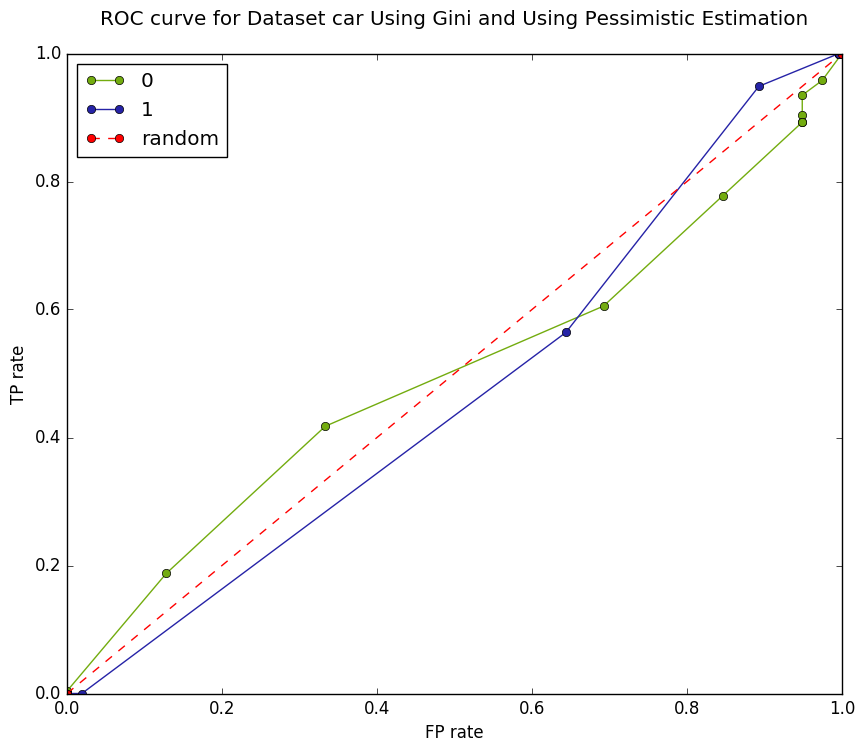 ROC curve for Dataset car Using Gini and Using Pessimistic Estimation
1.0
0.8
0.6
0.4
0.2
0.0
TP rate
0
1
random
0.0 0.2 0.4 0.6 0.8 1.0
FP rate